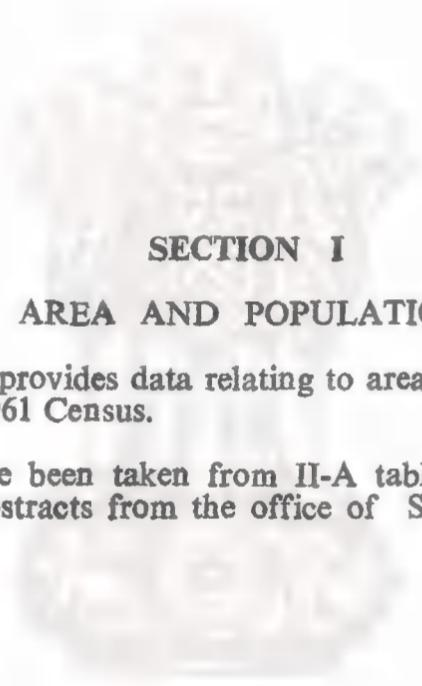 SECTION I
AREA AND POPULATIO
provides data relating to area
61 Census.
e been taken from II-A tabl
stracts from the office of S